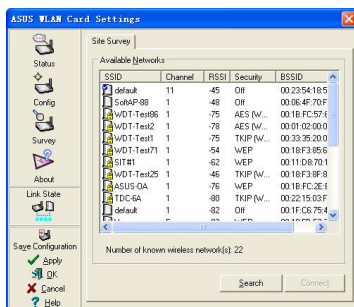 ASUS WLAN Card Settings
Status
Config
Survey
About
Link State
Save Configuration
Apply
OK
Cancel
Help
Site Survey
Available Networks
SSID Channel RSSI Security BSSID
default 11 -45 Off 00:23:54:18:5
SoftAP-88 1 -48 Off 00:06:4F:70:F
WDT-Test86 1 -75 AES (W... 00:1B:FC:57:E
WDT-Test2 1 -78 AES (W... 00:01:02:00:0
WDT-Test1 1 -75 TKIP (W... 00:33:35:20:0
WDT-Test71 1 -54 WEP 00:18:F3:85:6
SIT#1 1 -62 WEP 00:11:D8:70:1
WDT-Test25 1 -46 TKIP (W... 00:18:F3:8F:8
ASUS-OA 1 -76 WEP 00:1B:FC:2E:E
TDC-6A 1 -80 TKIP (W... 00:22:15:03:F
default 1 -82 Off 00:1F:C6:75:4
Number of known wireless network(s): 22
Search Connect